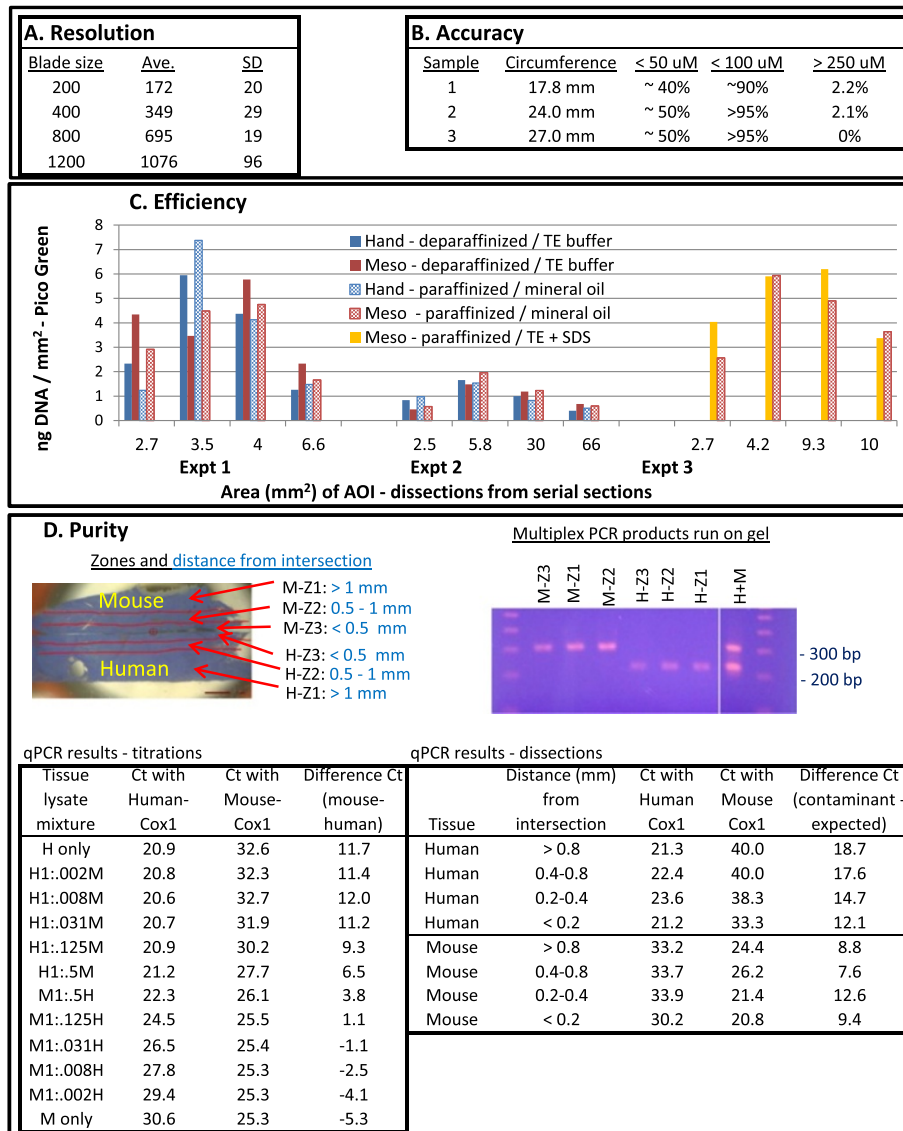 A. Resolution
Blade size Ave. SD
200 172 20
400 349 29
800 695 19
1200 1076 96
B. Accuracy
Sample Circumference < 50 uM < 100 uM > 250 uM
1 17.8 mm ~ 40% ~90% 2.2%
2 24.0 mm ~ 50% >95% 2.1%
3 27.0 mm ~ 50% >95% 0%
C. Efficiency
ng DNA / mm² - Pico Green
8
7
6
5
4
3
2
1
0
Hand - deparaffinized / TE buffer
Meso - deparaffinized / TE buffer
Hand - paraffinized / mineral oil
Meso - paraffinized / mineral oil
Meso - paraffinized / TE + SDS
2.7 3.5 4 6.6 2.5 5.8 30 66 2.7 4.2 9.3 10
Expt 1 Expt 2 Expt 3
Area (mm²) of AOI - dissections from serial sections
D. Purity
Zones and distance from intersection
Mouse
Human
M-Z1: > 1 mm
M-Z2: 0.5 - 1 mm
M-Z3: < 0.5 mm
H-Z3: < 0.5 mm
H-Z2: 0.5 - 1 mm
H-Z1: > 1 mm
Multiplex PCR products run on gel
M-Z3 M-Z1 M-Z2 H-Z3 H-Z2 H-Z1 H+M
- 300 bp
- 200 bp
qPCR results - titrations
Tissue Ct with Ct with Difference Ct
lysate Human- Mouse- (mouse-
mixture Cox1 Cox1 human)
H only 20.9 32.6 11.7
H1:.002M 20.8 32.3 11.4
H1:.008M 20.6 32.7 12.0
H1:.031M 20.7 31.9 11.2
H1:.125M 20.9 30.2 9.3
H1:.5M 21.2 27.7 6.5
M1:.5H 22.3 26.1 3.8
M1:.125H 24.5 25.5 1.1
M1:.031H 26.5 25.4 -1.1
M1:.008H 27.8 25.3 -2.5
M1:.002H 29.4 25.3 -4.1
M only 30.6 25.3 -5.3
qPCR results - dissections
Distance (mm) Ct with Ct with Difference Ct
from Human Mouse (contaminant -
Tissue intersection Cox1 Cox1 expected)
Human > 0.8 21.3 40.0 18.7
Human 0.4-0.8 22.4 40.0 17.6
Human 0.2-0.4 23.6 38.3 14.7
Human < 0.2 21.2 33.3 12.1
Mouse > 0.8 33.2 24.4 8.8
Mouse 0.4-0.8 33.7 26.2 7.6
Mouse 0.2-0.4 33.9 21.4 12.6
Mouse < 0.2 30.2 20.8 9.4